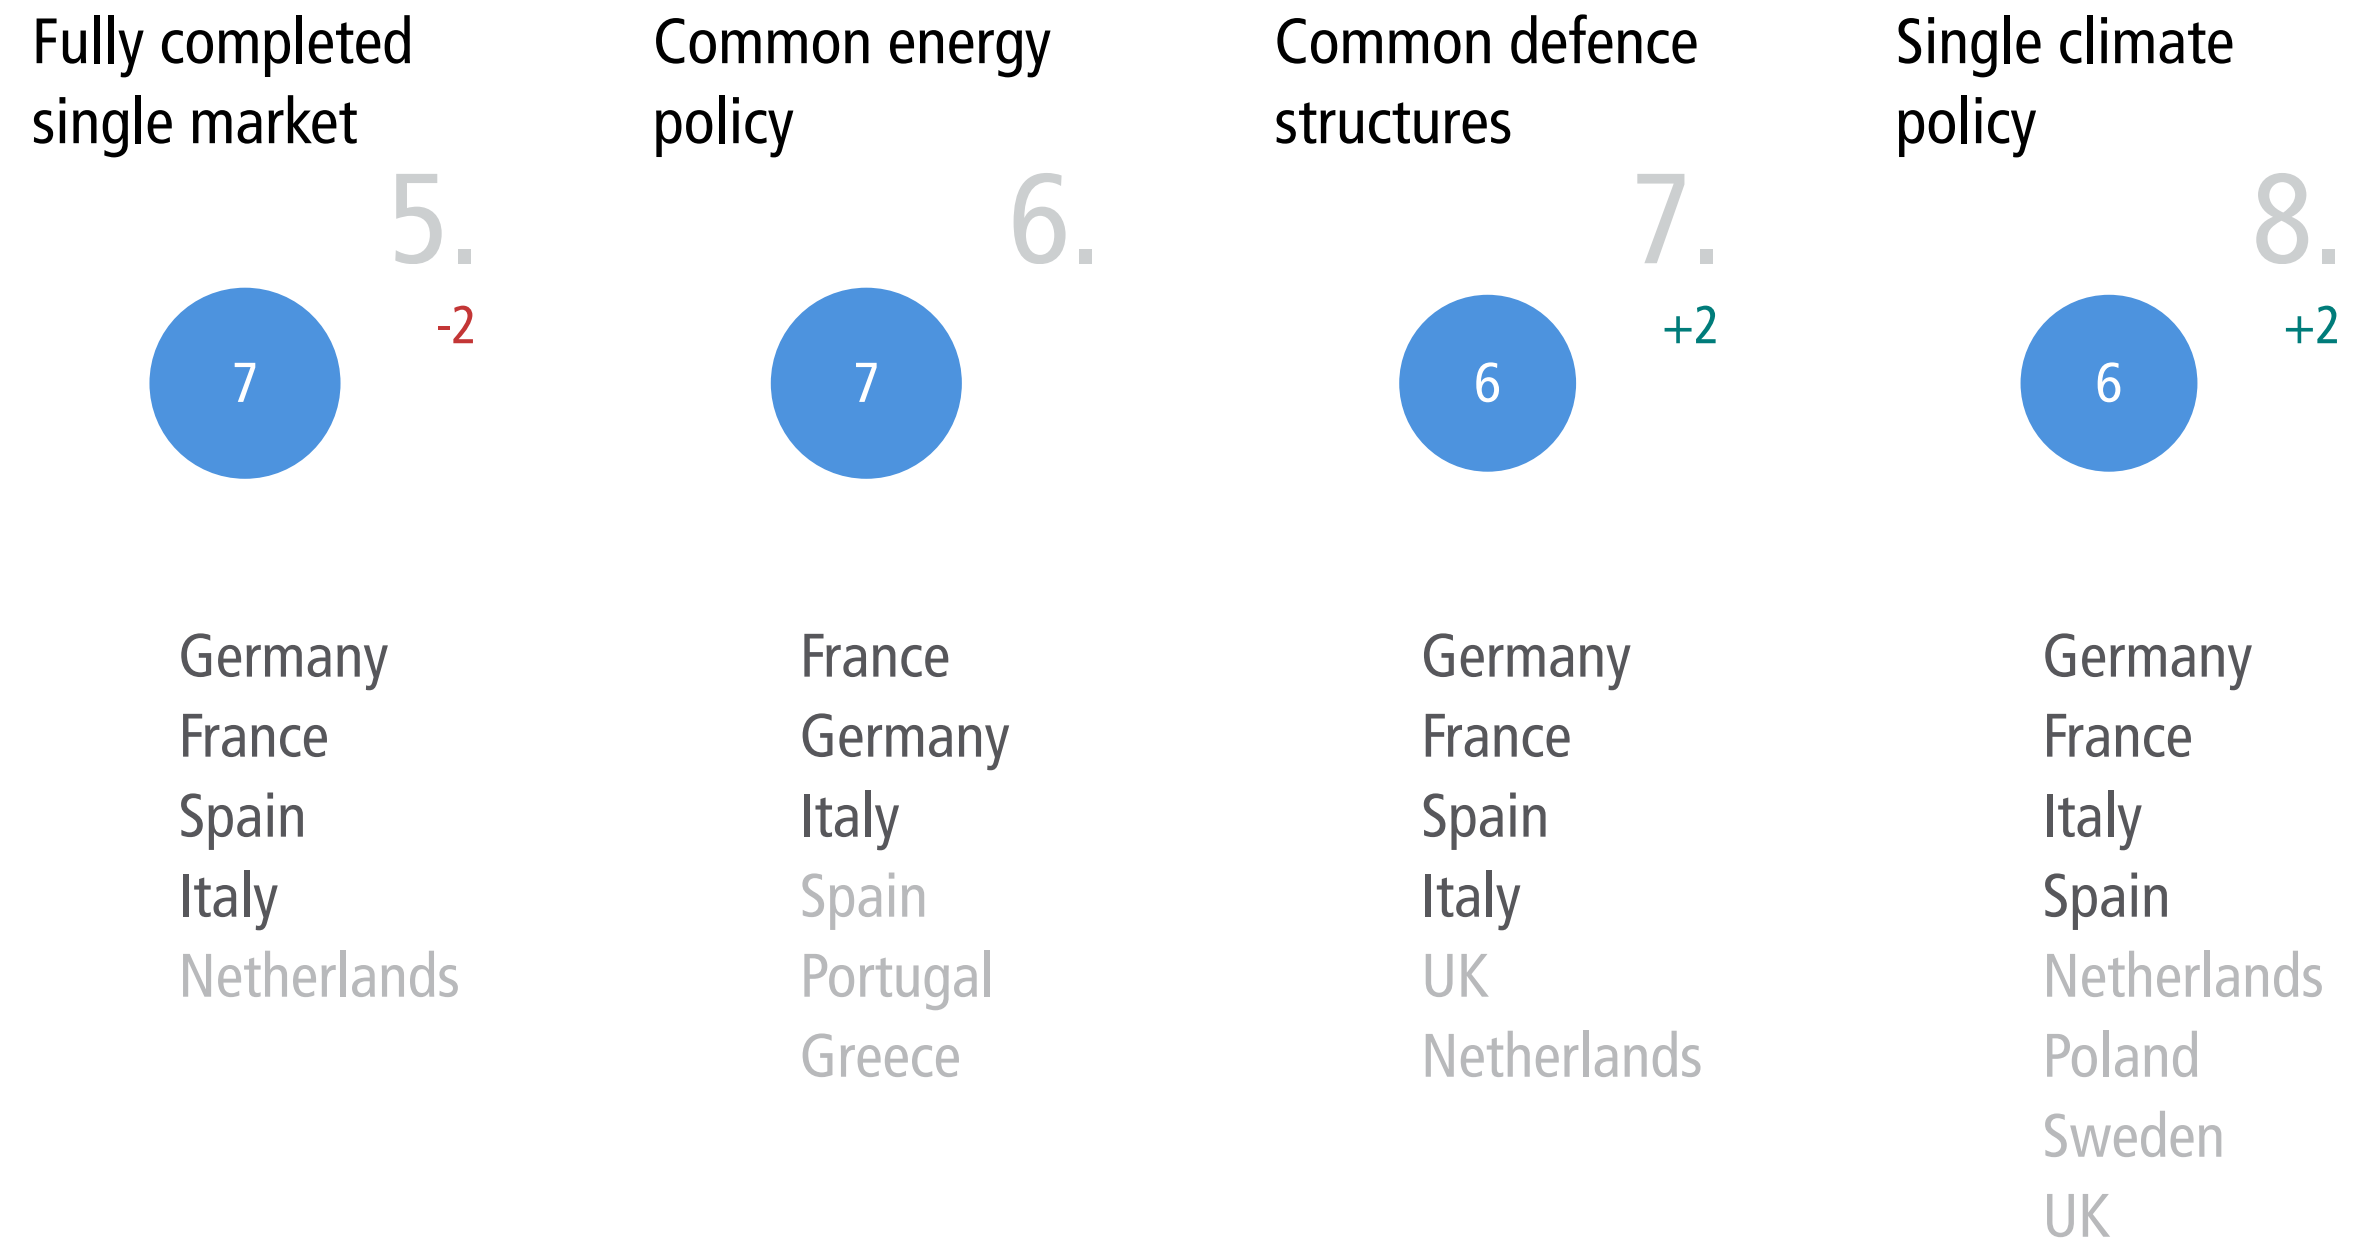 Fully completed
single market
5.
-2
7
Germany
France
Spain
Italy
Netherlands
Common energy
policy
6.
7
France
Germany
Italy
Spain
Portugal
Greece
Common defence
structures
7.
+2
6
Germany
France
Spain
Italy
UK
Netherlands
Single climate
policy
8.
+2
6
Germany
France
Italy
Spain
Netherlands
Poland
Sweden
UK